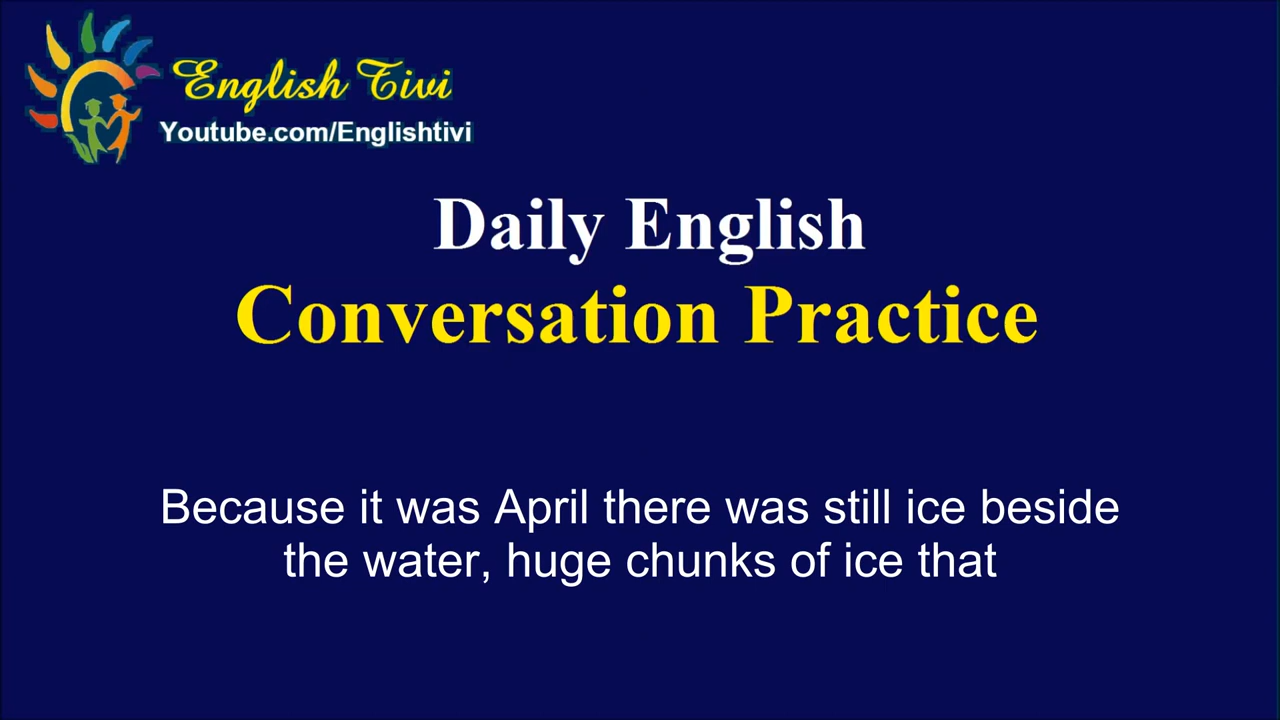 English Tivi
Youtube.com/Englishtivi
Daily English
Conversation Practice
Because it was April there was still ice beside
the water, huge chunks of ice that